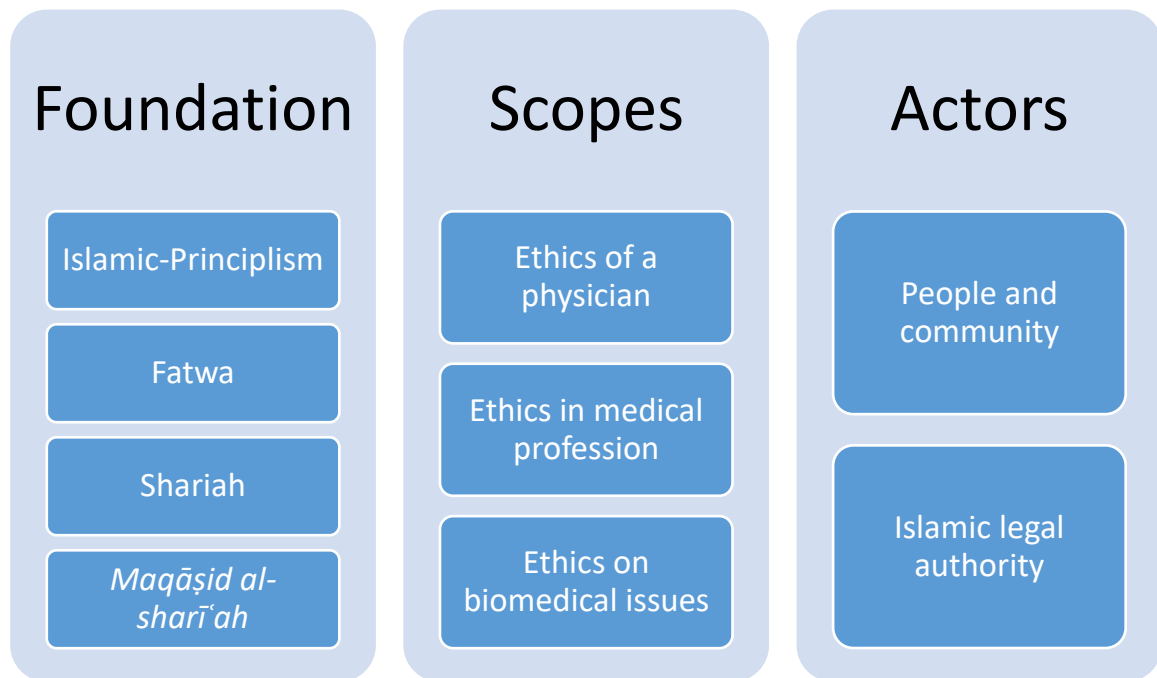 Foundation
Islamic-Principlism
Fatwa
Shariah
Maqāṣid al-
sharīʿah
Scopes
Ethics of a
physician
Ethics in medical
profession
Ethics on
biomedical issues
Actors
People and
community
Islamic legal
authority